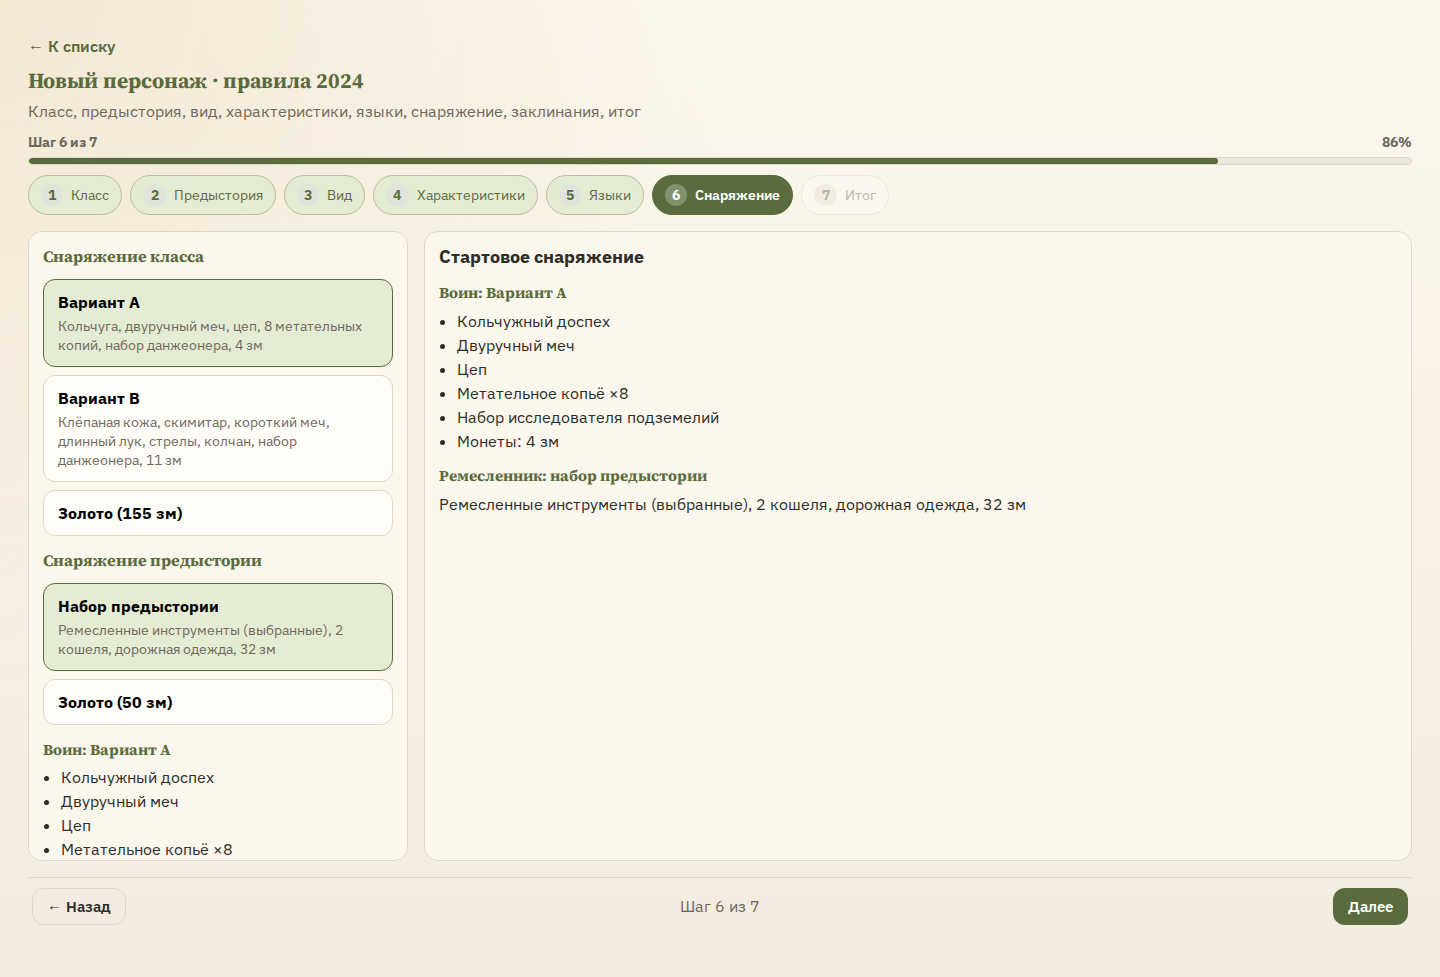 ← К списку
Новый персонаж · правила 2024
Класс, предыстория, вид, характеристики, языки, снаряжение, заклинания, итог
Шаг 6 из 7
86%
1 Класс
2 Предыстория
3 Вид
4 Характеристики
5 Языки
6 Снаряжение
7 Итог
Снаряжение класса
Вариант A
Кольчуга, двуручный меч, цеп, 8 метательных
копий, набор данжеонера, 4 зм
Вариант B
Клёпаная кожа, скимитар, короткий меч,
длинный лук, стрелы, колчан, набор
данжеонера, 11 зм
Золото (155 зм)
Снаряжение предыстории
Набор предыстории
Ремесленные инструменты (выбранные), 2
кошеля, дорожная одежда, 32 зм
Золото (50 зм)
Воин: Вариант A
• Кольчужный доспех
• Двуручный меч
• Цеп
• Метательное копьё ×8
Стартовое снаряжение
Воин: Вариант A
• Кольчужный доспех
• Двуручный меч
• Цеп
• Метательное копьё ×8
• Набор исследователя подземелий
• Монеты: 4 зм
Ремесленник: набор предыстории
Ремесленные инструменты (выбранные), 2 кошеля, дорожная одежда, 32 зм
← Назад
Шаг 6 из 7
Далее